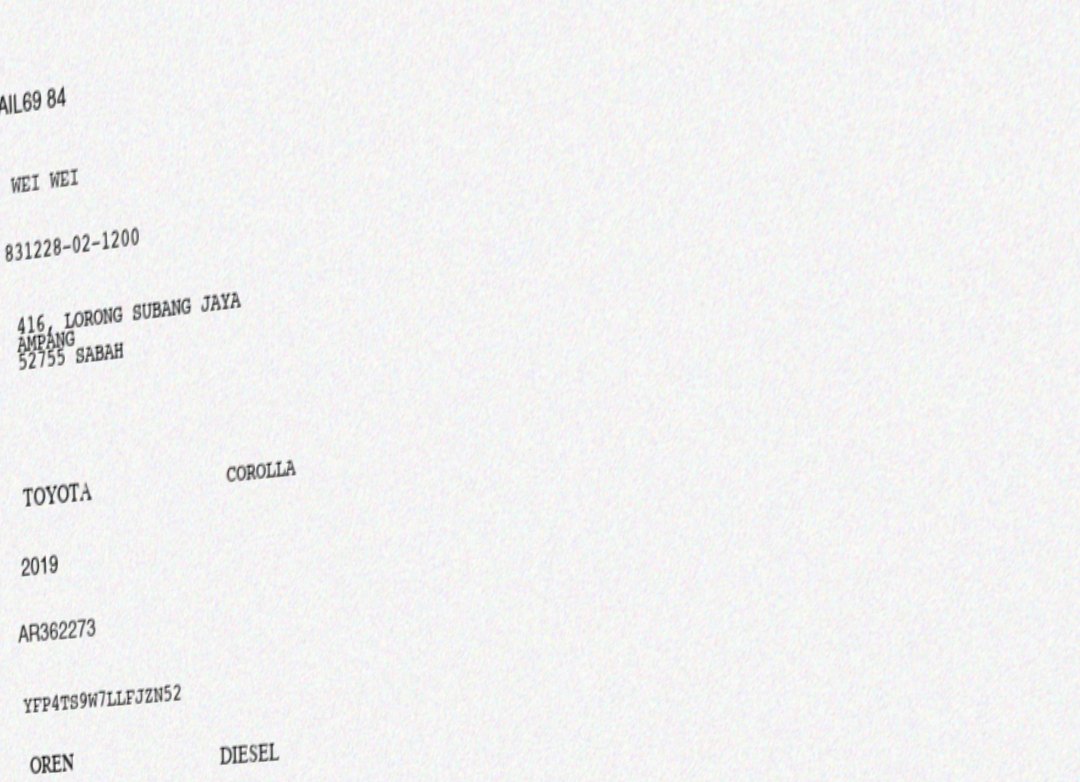 AIL69 84
WEI WEI
831228-02-1200
416, LORONG SUBANG JAYA
AMPANG
52755 SABAH
TOYOTA COROLLA
2019
AR362273
YFP4TS9W7LLFJZN52
OREN DIESEL